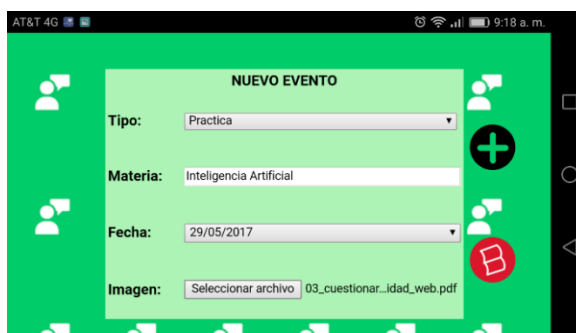 AT&T 4G 9:18 a. m.
NUEVO EVENTO
Tipo: Practica
Materia: Inteligencia Artificial
Fecha: 29/05/2017
Imagen: Seleccionar archivo 03_cuestionar...idad_web.pdf